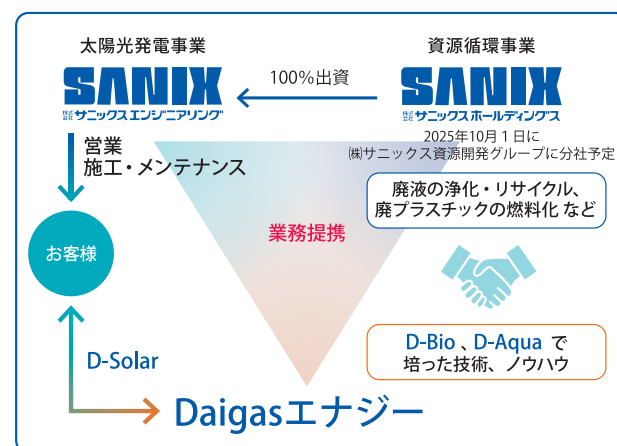 太陽光発電事業
SANIX
株式会社 サニックス エンジニアリング
100%出資
資源循環事業
SANIX
株式会社 サニックス ホールディングス
2025年10月1日に
㈱サニックス資源開発グループに分社予定
営業
施工・メンテナンス
廃液の浄化・リサイクル、
廃プラスチックの燃料化 など
業務提携
お客様
D-Solar
D-Bio 、D-Aqua で
培った技術、ノウハウ
Daigasエナジー